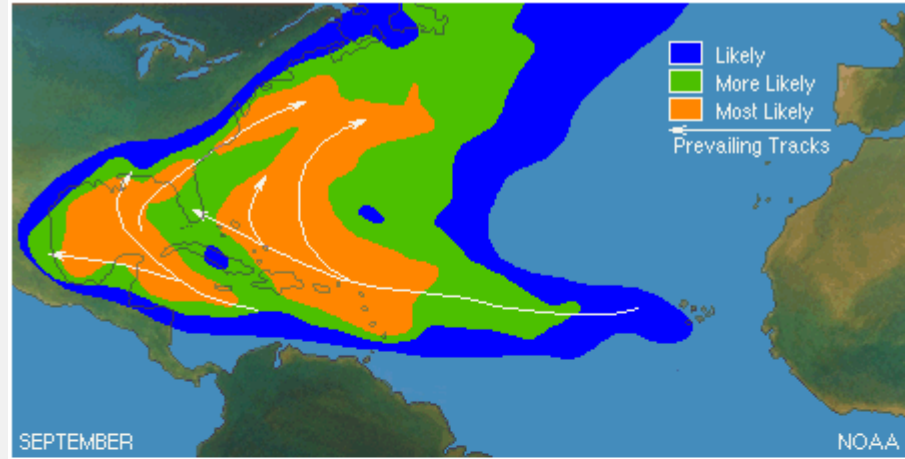 Likely
More Likely
Most Likely
Prevailing Tracks
SEPTEMBER
NOAA